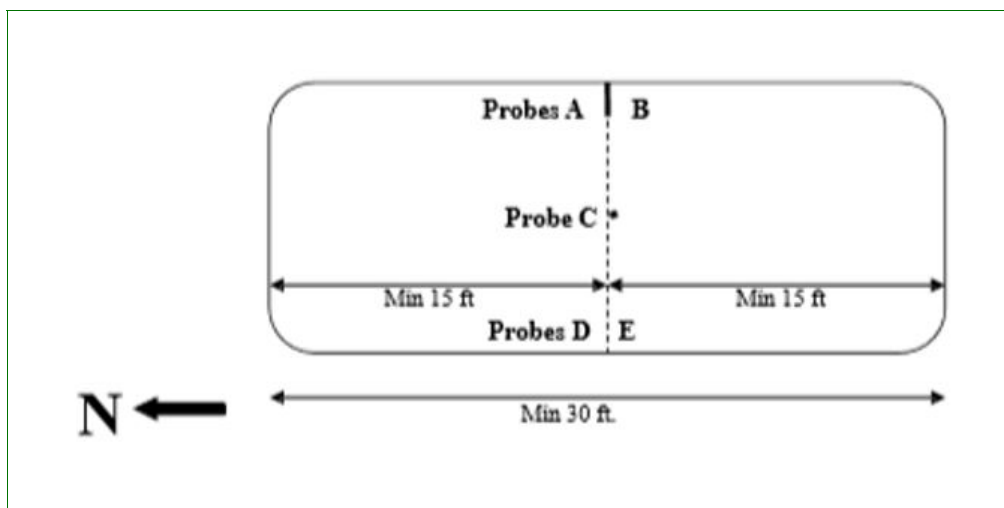 Probes A B
Probe C
Min 15 ft Min 15 ft
Probes D E
N
Min 30 ft.